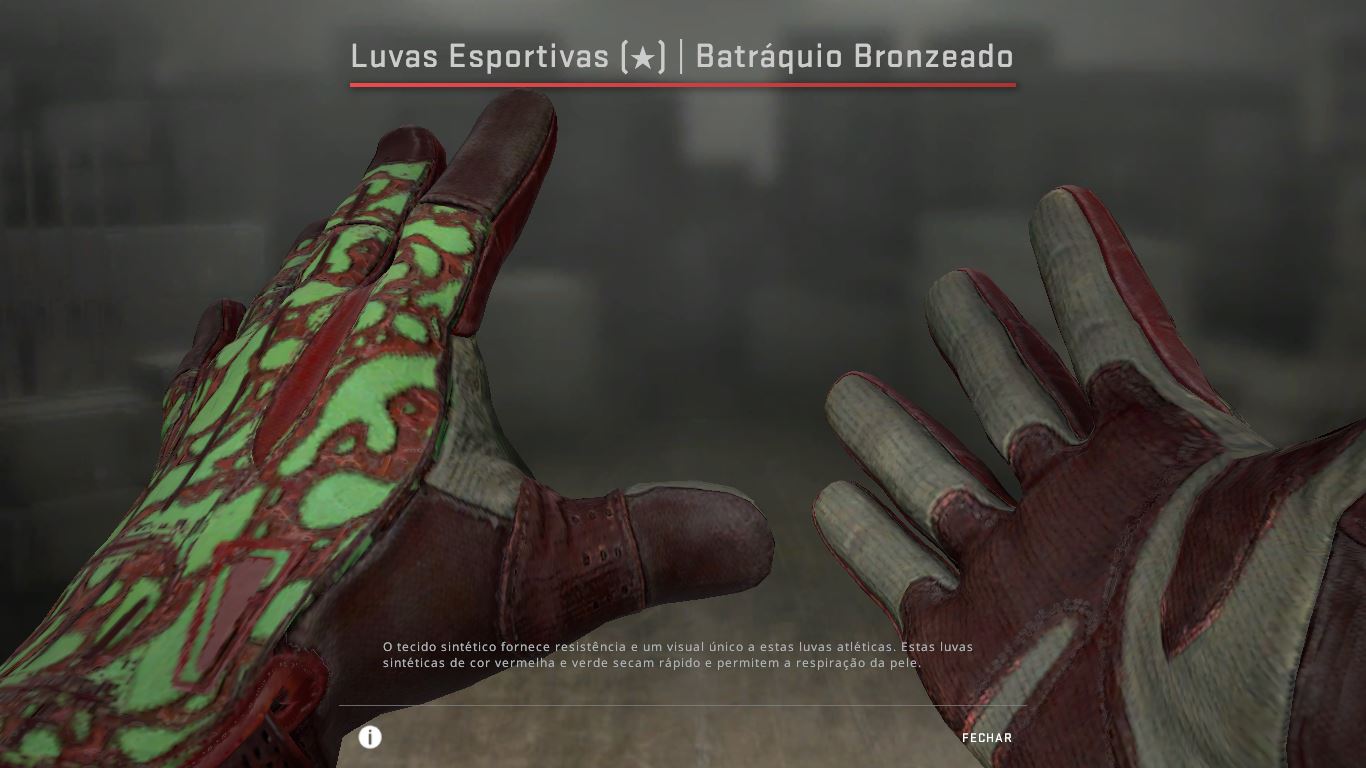 Luvas Esportivas (★) | Batráquio Bronzeado
O tecido sintético fornece resistência e um visual único a estas luvas atléticas. Estas luvas
sintéticas de cor vermelha e verde secam rápido e permitem a respiração da pele.
FECHAR